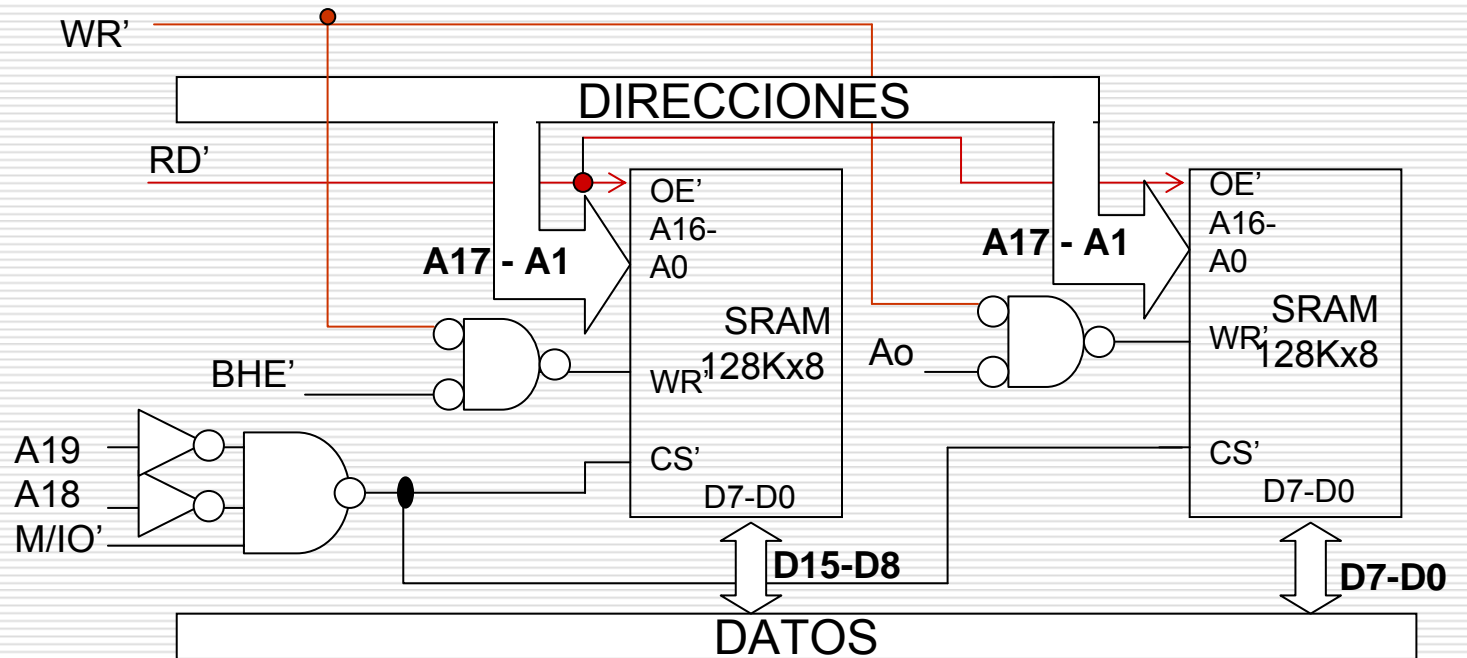 WR’
DIRECCIONES
RD’
OE’
A16-
A0
A17 - A1
SRAM
128Kx8
WR’
BHE’
CS’
D7-D0
A19
A18
M/IO’
D15-D8
OE’
A16-
A0
A17 - A1
SRAM
128Kx8
WR’
Ao
CS’
D7-D0
D7-D0
DATOS